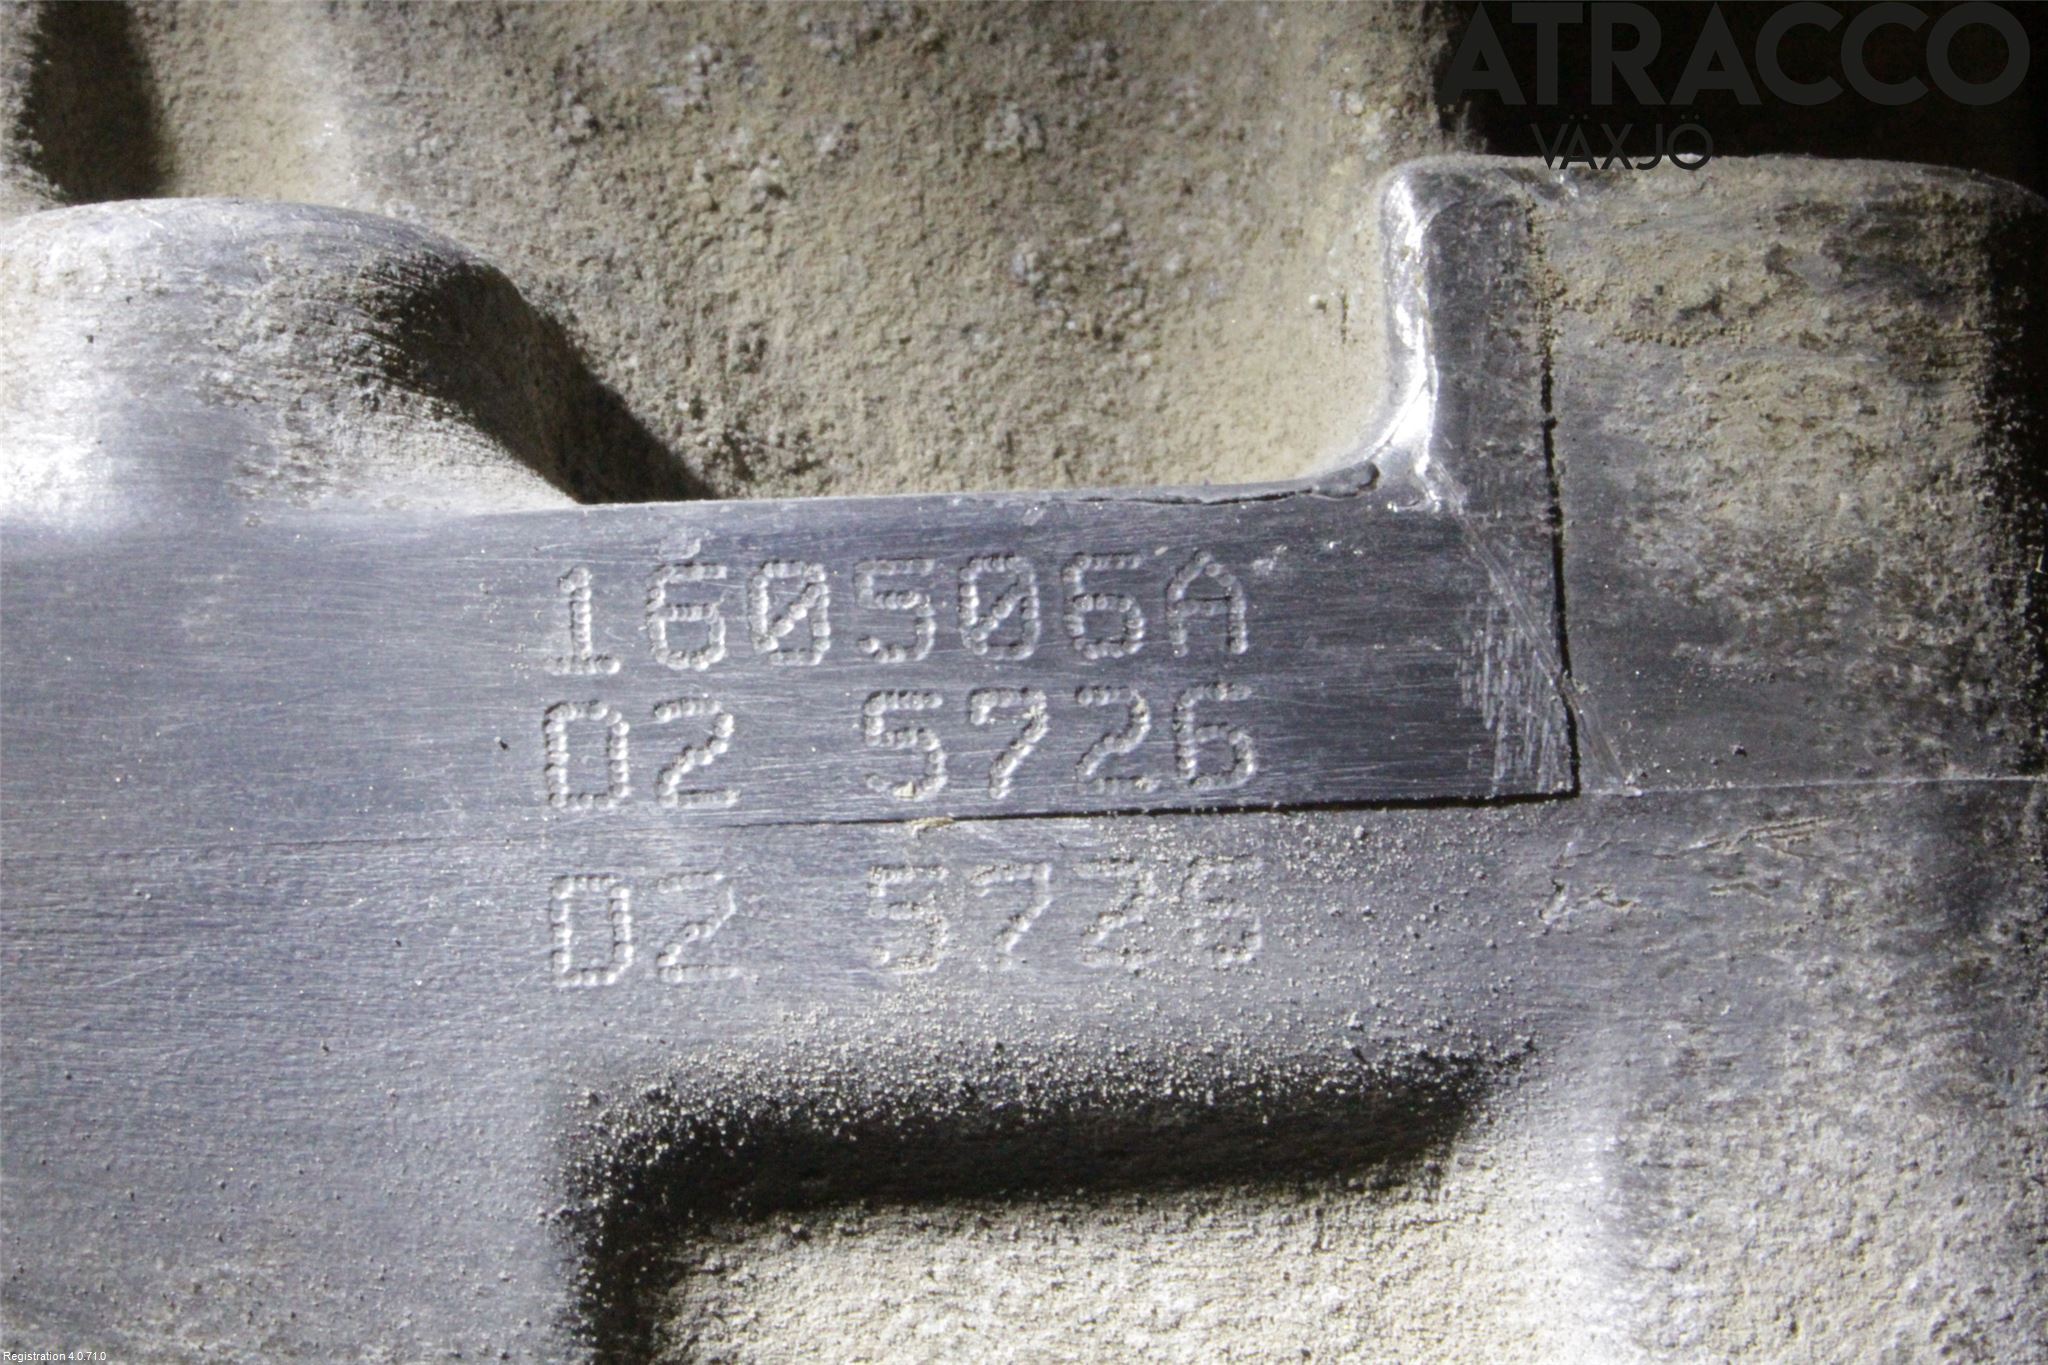 ATRACCO
VÄXJÖ
160506A
D2 5726
D2 5726
Registration 4.0.71.0